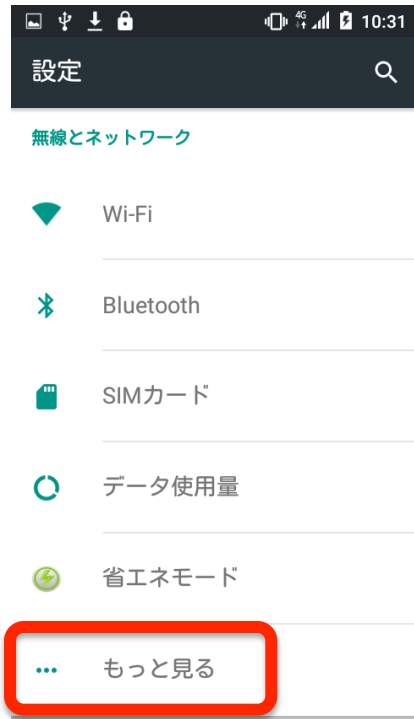 4G 10:31
設定
無線とネットワーク
Wi-Fi
Bluetooth
SIMカード
データ使用量
省エネモード
もっと見る